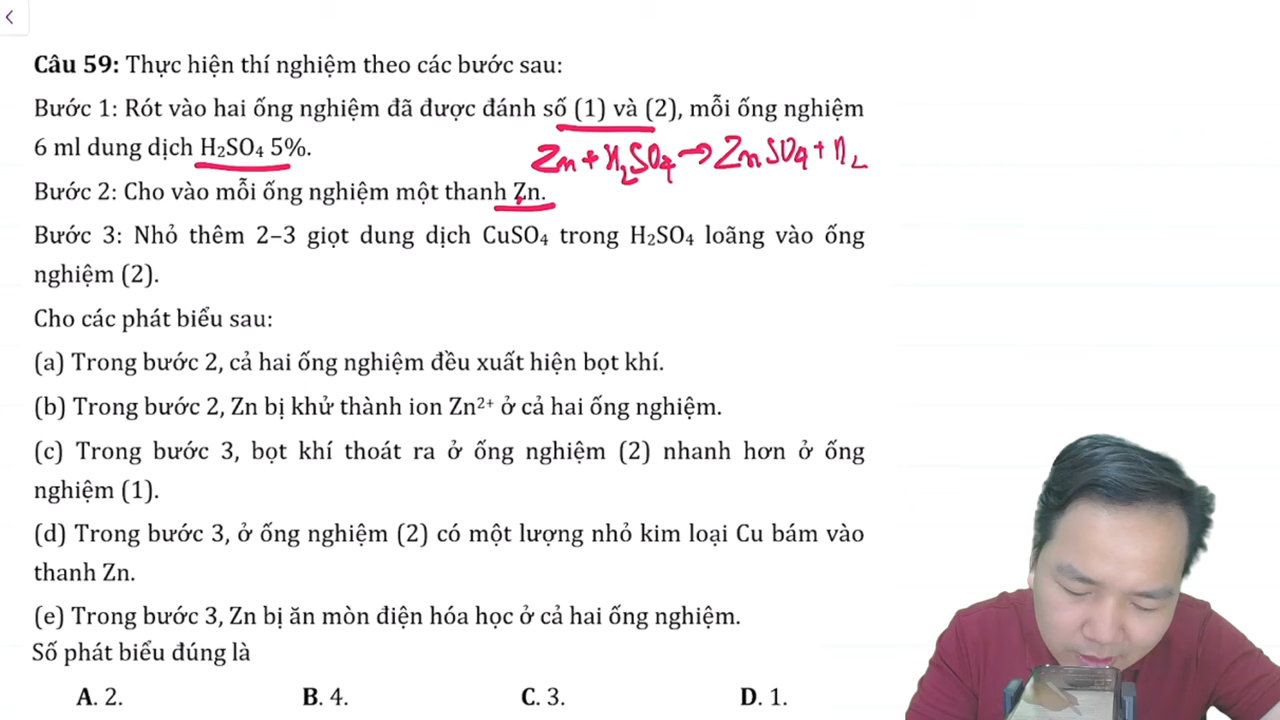 Câu 59: Thực hiện thí nghiệm theo các bước sau:
Bước 1: Rót vào hai ống nghiệm đã được đánh số (1) và (2), mỗi ống nghiệm
6 ml dung dịch H₂SO₄ 5%.
Zn + H₂SO₄ → ZnSO₄ + H₂
Bước 2: Cho vào mỗi ống nghiệm một thanh Zn.
Bước 3: Nhỏ thêm 2–3 giọt dung dịch CuSO₄ trong H₂SO₄ loãng vào ống
nghiệm (2).
Cho các phát biểu sau:
(a) Trong bước 2, cả hai ống nghiệm đều xuất hiện bọt khí.
(b) Trong bước 2, Zn bị khử thành ion Zn²⁺ ở cả hai ống nghiệm.
(c) Trong bước 3, bọt khí thoát ra ở ống nghiệm (2) nhanh hơn ở ống
nghiệm (1).
(d) Trong bước 3, ở ống nghiệm (2) có một lượng nhỏ kim loại Cu bám vào
thanh Zn.
(e) Trong bước 3, Zn bị ăn mòn điện hóa học ở cả hai ống nghiệm.
Số phát biểu đúng là
A. 2. B. 4. C. 3. D. 1.